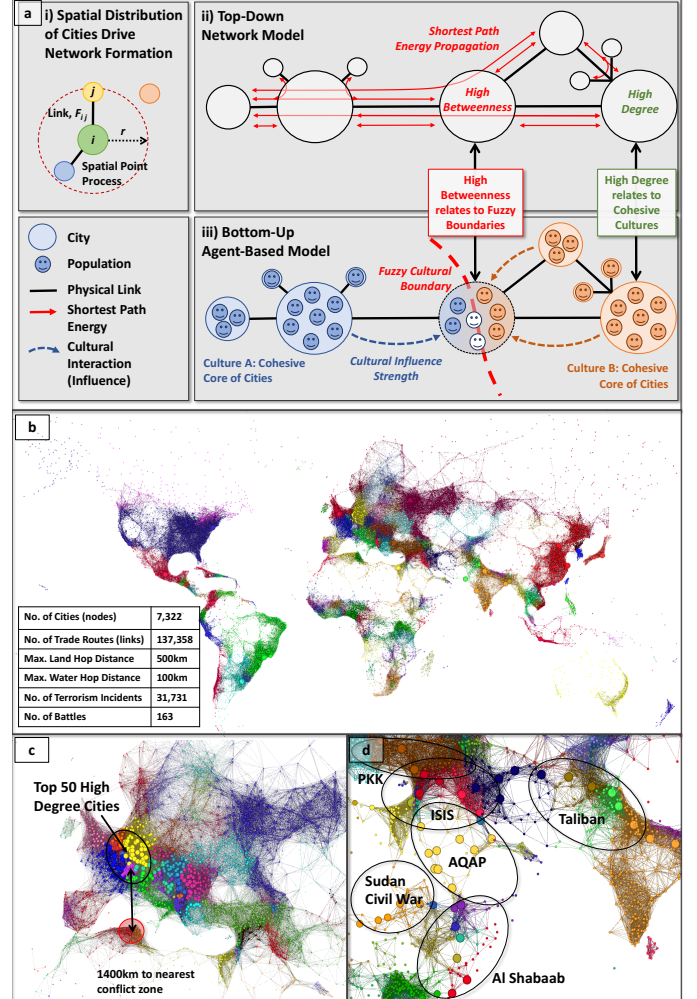 a
i) Spatial Distribution
of Cities Drive
Network Formation
j
Link, Fij
i
r
Spatial Point
Process
ii) Top-Down
Network Model
Shortest Path
Energy Propagation
High
Betweenness
High
Degree
High
Betweenness
relates to Fuzzy
Boundaries
High Degree
relates to
Cohesive
Cultures
City
Population
Physical Link
Shortest Path
Energy
Cultural
Interaction
(Influence)
iii) Bottom-Up
Agent-Based Model
Fuzzy Cultural
Boundary
Culture A: Cohesive
Core of Cities
Cultural Influence
Strength
Culture B: Cohesive
Core of Cities
b
No. of Cities (nodes) 7,322
No. of Trade Routes (links) 137,358
Max. Land Hop Distance 500km
Max. Water Hop Distance 100km
No. of Terrorism Incidents 31,731
No. of Battles 163
c
Top 50 High
Degree Cities
1400km to nearest
conflict zone
d
PKK
ISIS
Taliban
AQAP
Sudan
Civil War
Al Shabaab